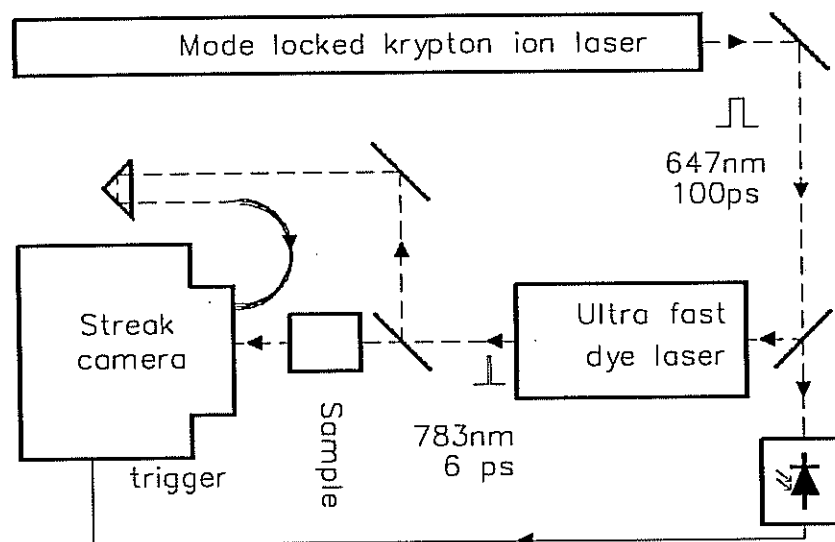 Mode locked krypton ion laser
647nm
100ps
Streak
camera
Ultra fast
dye laser
Sample
783nm
6 ps
trigger